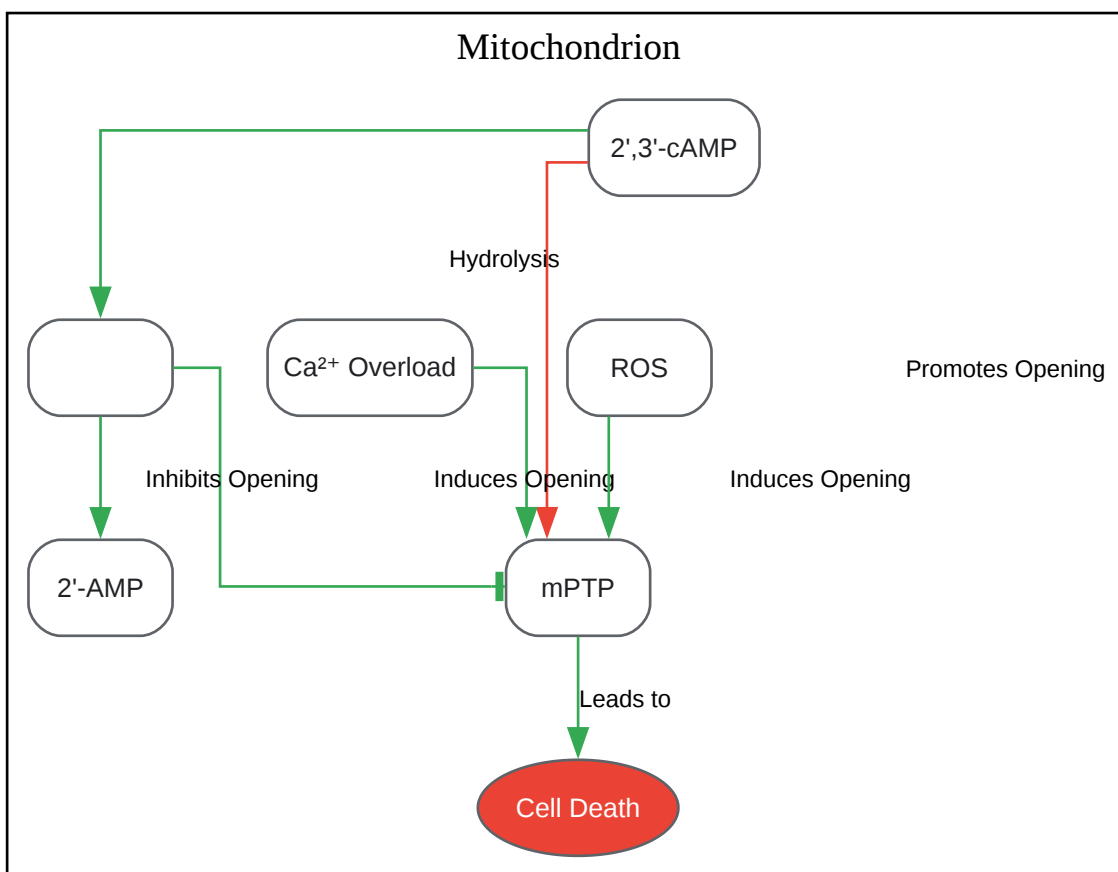 Mitochondrion
2',3'-cAMP
Hydrolysis
Ca²⁺ Overload
ROS
Promotes Opening
Inhibits Opening
Induces Opening
Induces Opening
2'-AMP
mPTP
Leads to
Cell Death